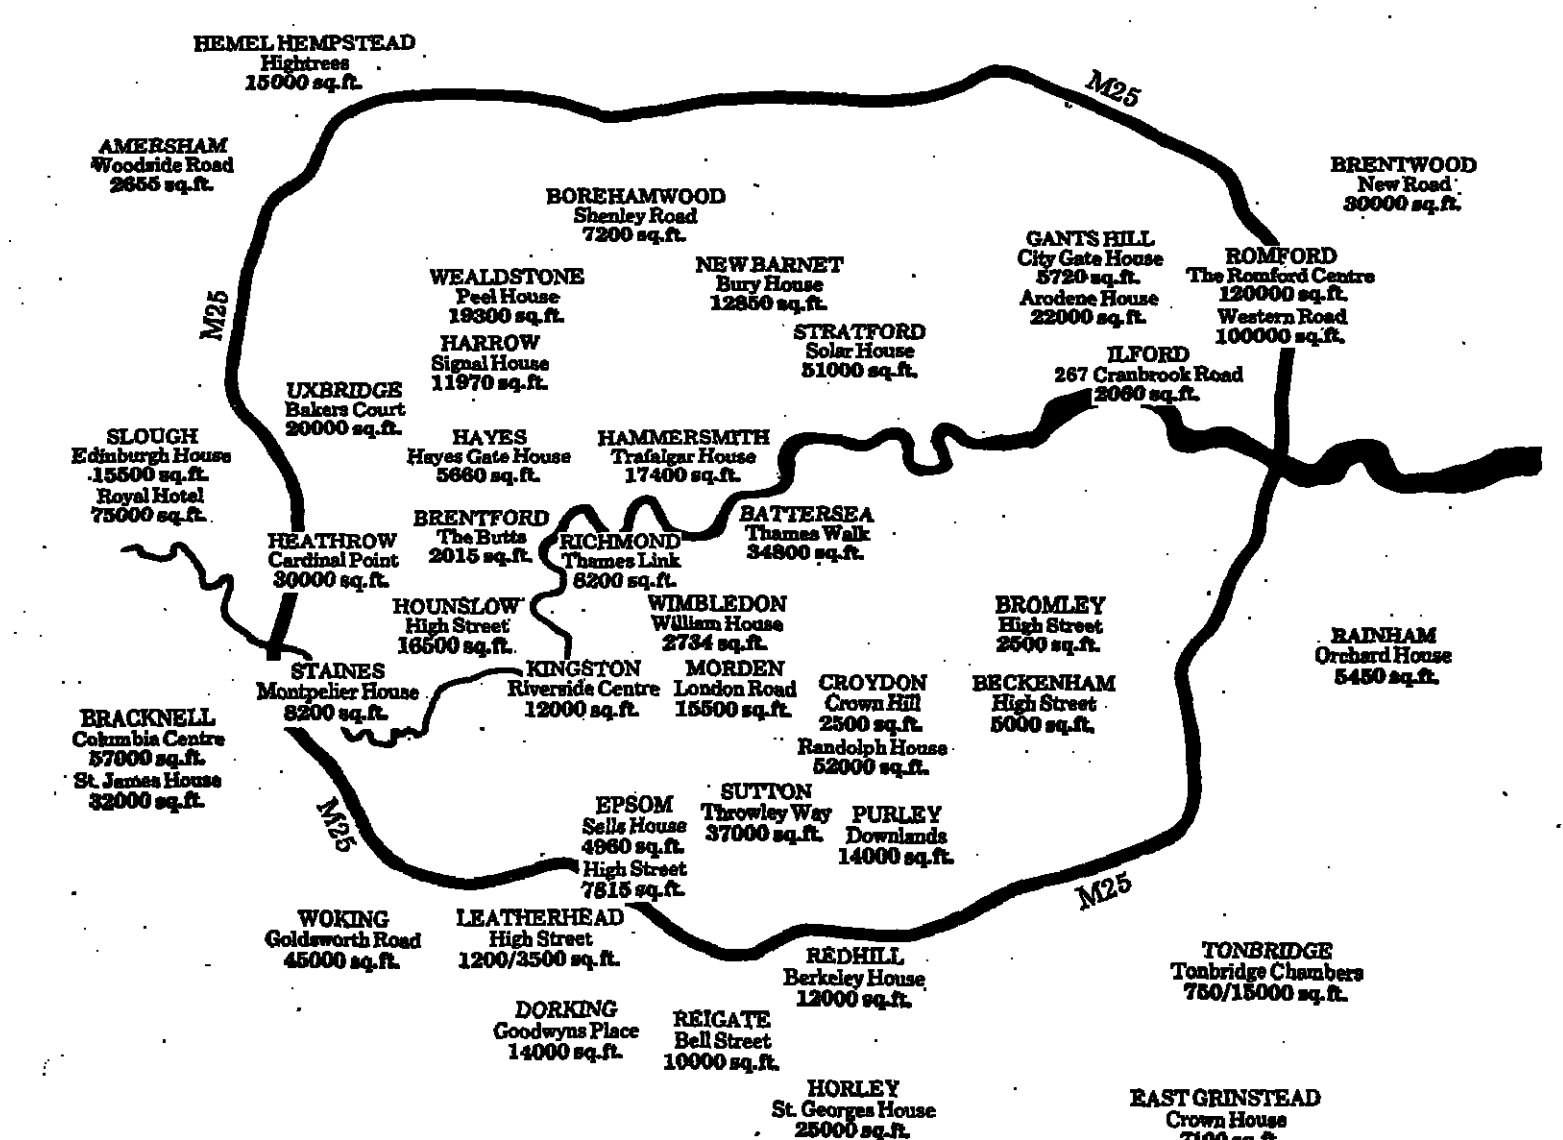 HEMEL HEMPSTEAD
Hightrees
15000 sq.ft.
M25
AMERSHAM
Woodside Road
2655 sq.ft.
BRENTWOOD
New Road
30000 sq.ft.
BOREHAMWOOD
Shenley Road
7200 sq.ft.
GANTS HILL
City Gate House
5720 sq.ft.
Arodene House
22000 sq.ft.
ROMFORD
The Romford Centre
120000 sq.ft.
Western Road
100000 sq.ft.
WEALDSTONE
Peel House
19300 sq.ft.
NEW BARNET
Bury House
12850 sq.ft.
M25
HARROW
Signal House
11970 sq.ft.
STRATFORD
Solar House
51000 sq.ft.
ILFORD
267 Cranbrook Road
2060 sq.ft.
UXBRIDGE
Bakers Court
20000 sq.ft.
SLOUGH
Edinburgh House
15500 sq.ft.
Royal Hotel
75000 sq.ft.
HAYES
Hayes Gate House
5660 sq.ft.
HAMMERSMITH
Trafalgar House
17400 sq.ft.
HEATHROW
Cardinal Point
30000 sq.ft.
BRENTFORD
The Butts
2015 sq.ft.
RICHMOND
Thames Link
8200 sq.ft.
BATTERSEA
Thames Walk
34800 sq.ft.
HOUNSLOW
High Street
16500 sq.ft.
WIMBLEDON
William House
2734 sq.ft.
BROMLEY
High Street
2500 sq.ft.
RAINHAM
Orchard House
5450 sq.ft.
STAINES
Montpelier House
8200 sq.ft.
KINGSTON
Riverside Centre
12000 sq.ft.
MORDEN
London Road
15500 sq.ft.
CROYDON
Crown Hill
2500 sq.ft.
Randolph House
52000 sq.ft.
BECKENHAM
High Street
5000 sq.ft.
BRACKNELL
Columbia Centre
57000 sq.ft.
St. James House
32000 sq.ft.
M25
EPSOM
Sells House
4960 sq.ft.
High Street
7815 sq.ft.
SUTTON
Throwley Way
37000 sq.ft.
PURLEY
Downlands
14000 sq.ft.
M25
WOKING
Goldsworth Road
45000 sq.ft.
LEATHERHEAD
High Street
1200/3500 sq.ft.
REDHILL
Berkeley House
12000 sq.ft.
TONBRIDGE
Tonbridge Chambers
750/15000 sq.ft.
DORKING
Goodwyns Place
14000 sq.ft.
REIGATE
Bell Street
10000 sq.ft.
HORLEY
St. Georges House
25000 sq.ft.
EAST GRINSTEAD
Crown House